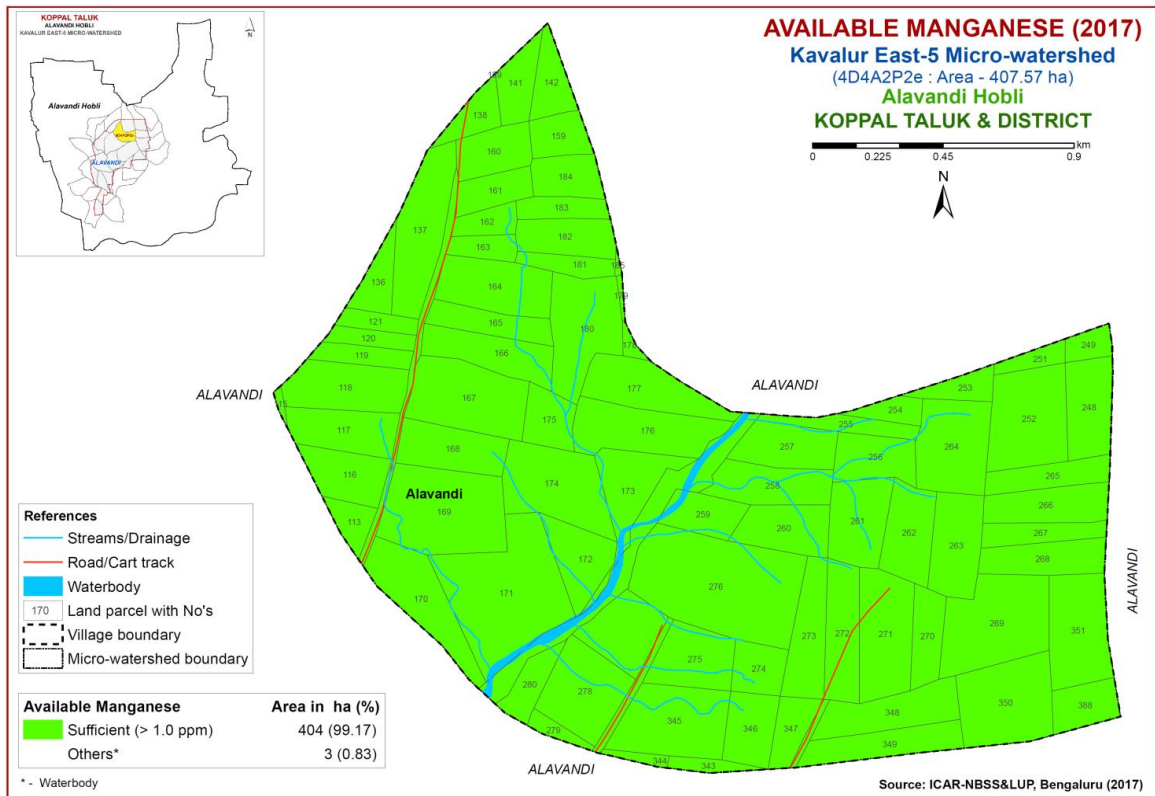 KOPPAL TALUK
ALAVANDI HOBLI
KAVALUR EAST-5 MICRO-WATERSHED
N
Alavandi Hobli
4D4A2P2e
ALAVANDI
AVAILABLE MANGANESE (2017)
Kavalur East-5 Micro-watershed
(4D4A2P2e : Area - 407.57 ha)
Alavandi Hobli
KOPPAL TALUK & DISTRICT
km
0 0.225 0.45 0.9
N
139 141 142
138
159
160
184
161
183
162
137 182
163
181 185
136 164 179
121 165 180
120 178
119 166
251 249
118 167 177 ALAVANDI 253
ALAVANDI
254 252 248
175 255
117 168 176 257 264
256
116 174 258 265
Alavandi 173
169 266
113 259 260 261 262 263 267
172 268
276
170 171
ALAVANDI
273 272 271 270 269 351
275 274
280 278
345 346 347 348 350 388
279 349
344 343
ALAVANDI
References
Streams/Drainage
Road/Cart track
Waterbody
170 Land parcel with No's
Village boundary
Micro-watershed boundary
Available Manganese Area in ha (%)
Sufficient (> 1.0 ppm) 404 (99.17)
Others* 3 (0.83)
* - Waterbody
Source: ICAR-NBSS&LUP, Bengaluru (2017)